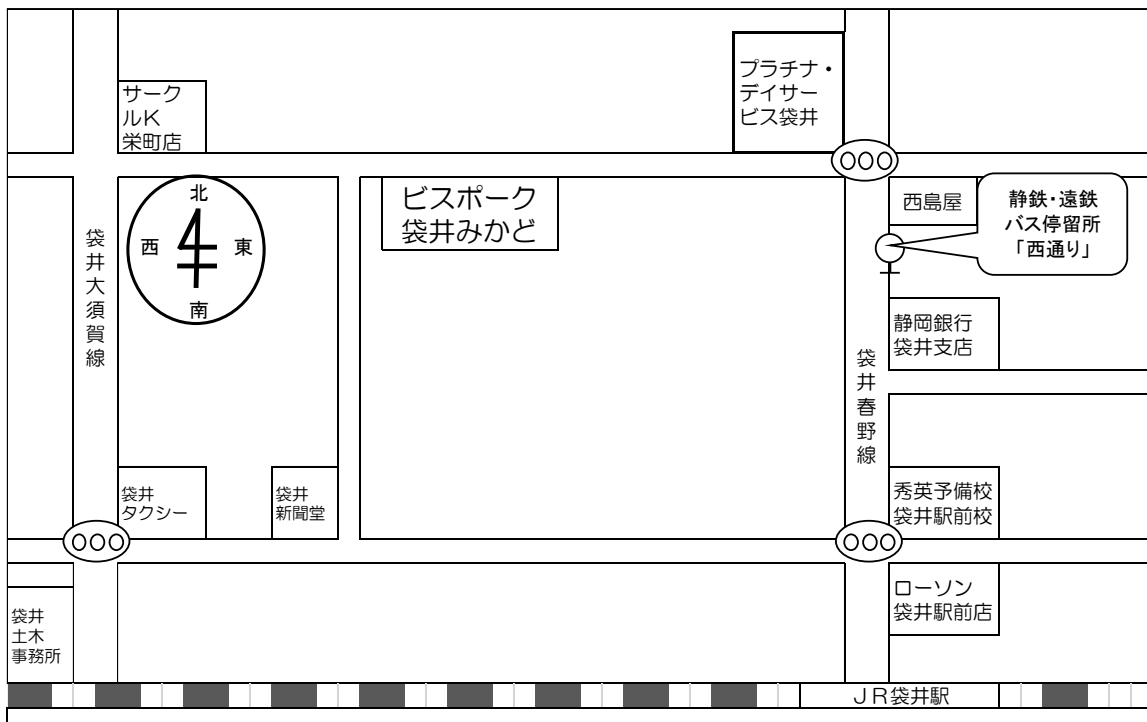 プラチナ・
デイサー
ビス袋井
サーク
ルK
栄町店
北
西
東
南
ビスポーク
袋井みかど
西島屋
静鉄・遠鉄
バス停留所
「西通り」
袋井大須賀線
静岡銀行
袋井支店
袋井春野線
袋井
タクシー
袋井
新聞堂
秀英予備校
袋井駅前校
ローソン
袋井駅前店
袋井
土木
事務所
JR袋井駅